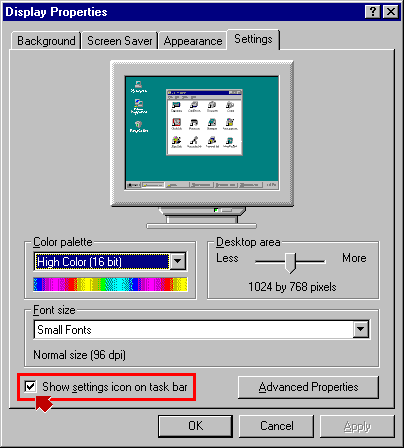 Display Properties
Background
Screen Saver
Appearance
Settings
Color palette
High Color (16 bit)
Desktop area
Less
More
1024 by 768 pixels
Font size
Small Fonts
Normal size (96 dpi)
Show settings icon on task bar
Advanced Properties
OK
Cancel
Apply